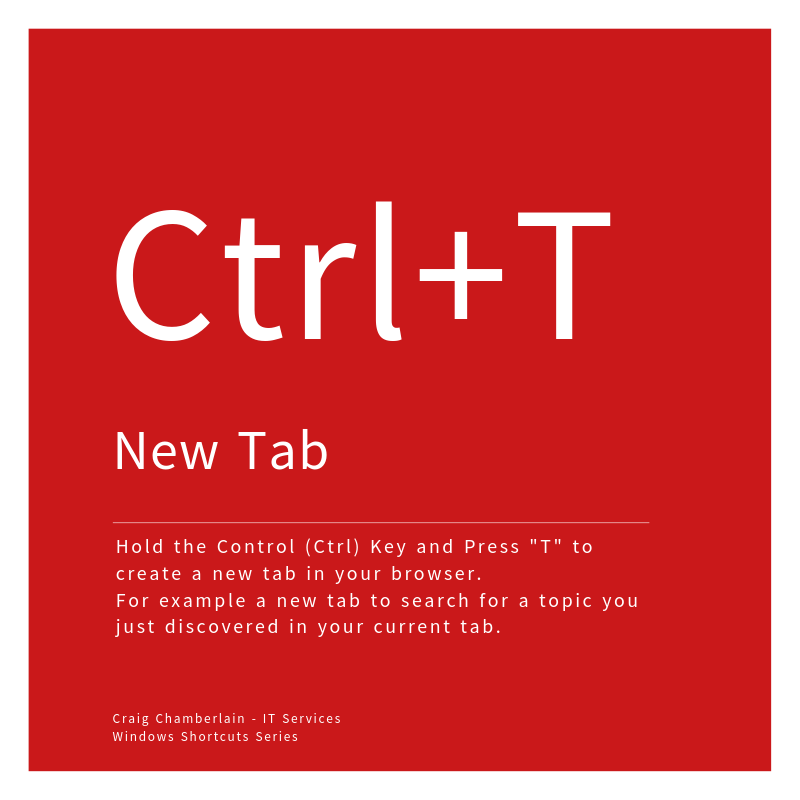 Ctrl+T
New Tab
Hold the Control (Ctrl) Key and Press "T" to
create a new tab in your browser.
For example a new tab to search for a topic you
just discovered in your current tab.
Craig Chamberlain - IT Services
Windows Shortcuts Series